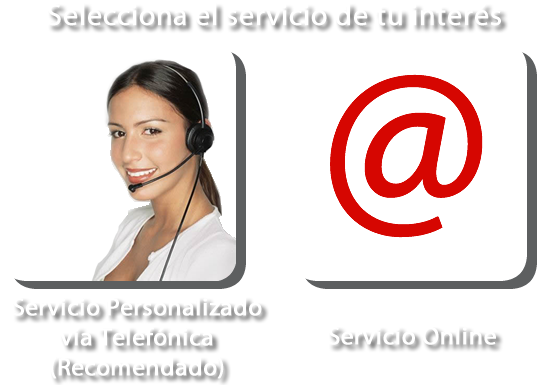 Selecciona el servicio de tu interés
@
Servicio Personalizado
vía Telefónica
(Recomendado)
Servicio Online